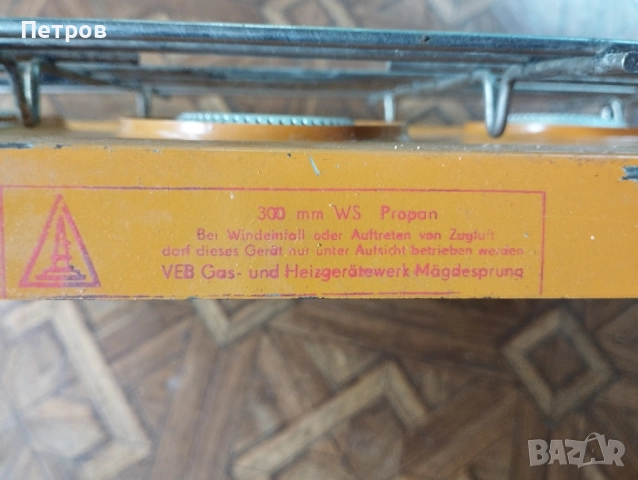 Петров
300 mm WS Propan
Bei Windeinfall oder Auftreten von Zugluft
darf dieses Gerät nur unter Aufsicht betrieben werden
VEB Gas- und Heizgerätewerk Mägdesprung
BAZAR